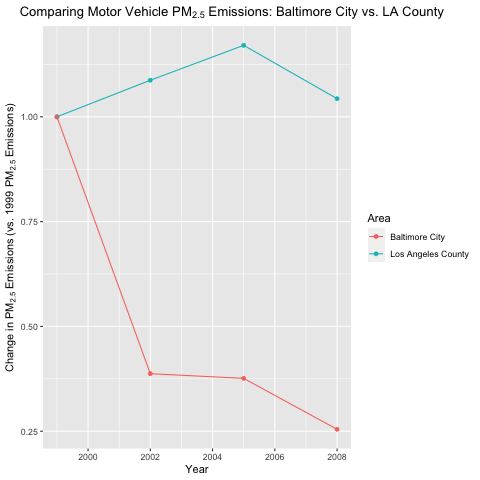 Comparing Motor Vehicle PM2.5 Emissions: Baltimore City vs. LA County
Change in PM2.5 Emissions (vs. 1999 PM2.5 Emissions)
1.00
0.75
0.50
0.25
2000 2002 2004 2006 2008
Year
Area
Baltimore City
Los Angeles County